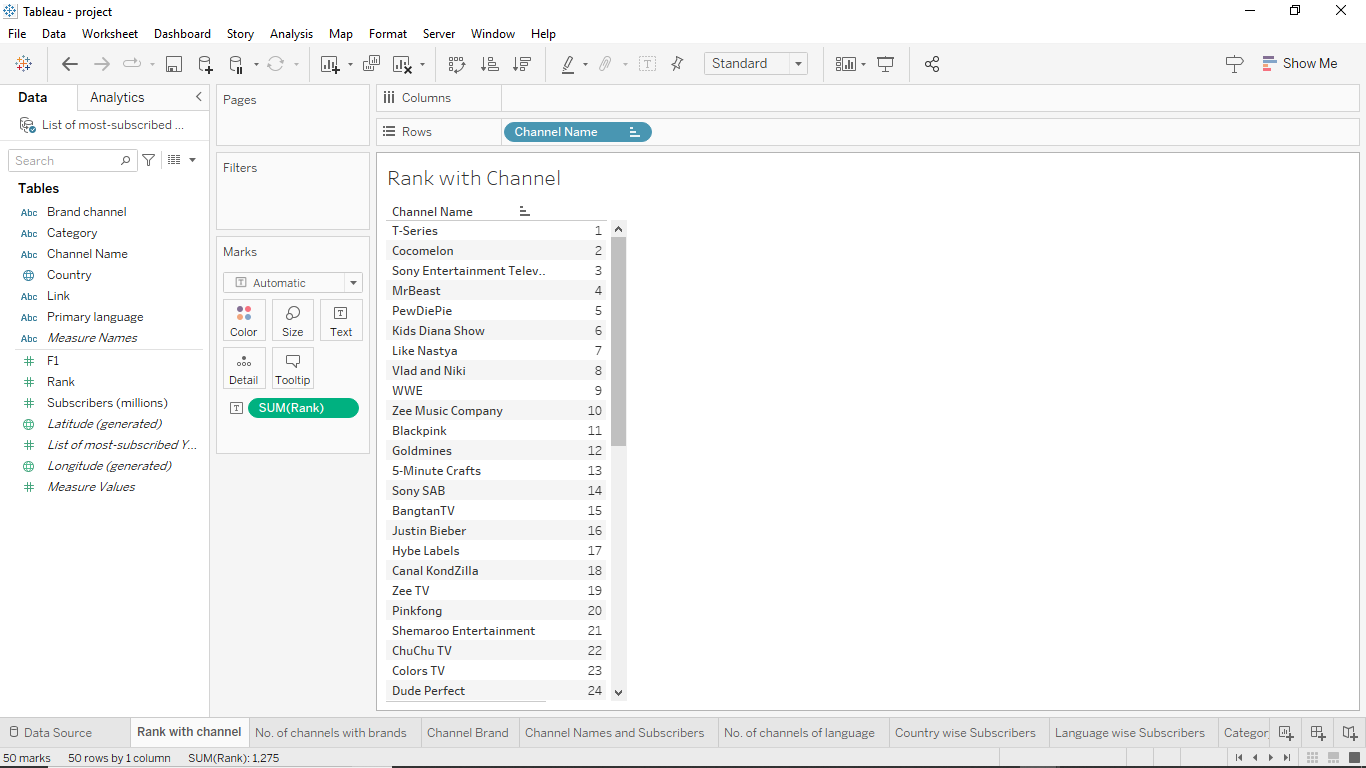 Tableau - project
File Data Worksheet Dashboard Story Analysis Map Format Server Window Help
Standard
Show Me
Data Analytics
List of most-subscribed ...
Search
Tables
Abc Brand channel
Abc Category
Abc Channel Name
Country
Abc Link
Abc Primary language
Abc Measure Names
F1
Rank
Subscribers (millions)
Latitude (generated)
List of most-subscribed Y...
Longitude (generated)
Measure Values
Pages
Filters
Marks
Automatic
Color Size Text
Detail Tooltip
SUM(Rank)
Columns
Rows Channel Name
Rank with Channel
Channel Name
T-Series 1
Cocomelon 2
Sony Entertainment Telev.. 3
MrBeast 4
PewDiePie 5
Kids Diana Show 6
Like Nastya 7
Vlad and Niki 8
WWE 9
Zee Music Company 10
Blackpink 11
Goldmines 12
5-Minute Crafts 13
Sony SAB 14
BangtanTV 15
Justin Bieber 16
Hybe Labels 17
Canal KondZilla 18
Zee TV 19
Pinkfong 20
Shemaroo Entertainment 21
ChuChu TV 22
Colors TV 23
Dude Perfect 24
Data Source Rank with channel No. of channels with brands Channel Brand Channel Names and Subscribers No. of channels of language Country wise Subscribers Language wise Subscribers Categor
50 marks 50 rows by 1 column SUM(Rank): 1,275